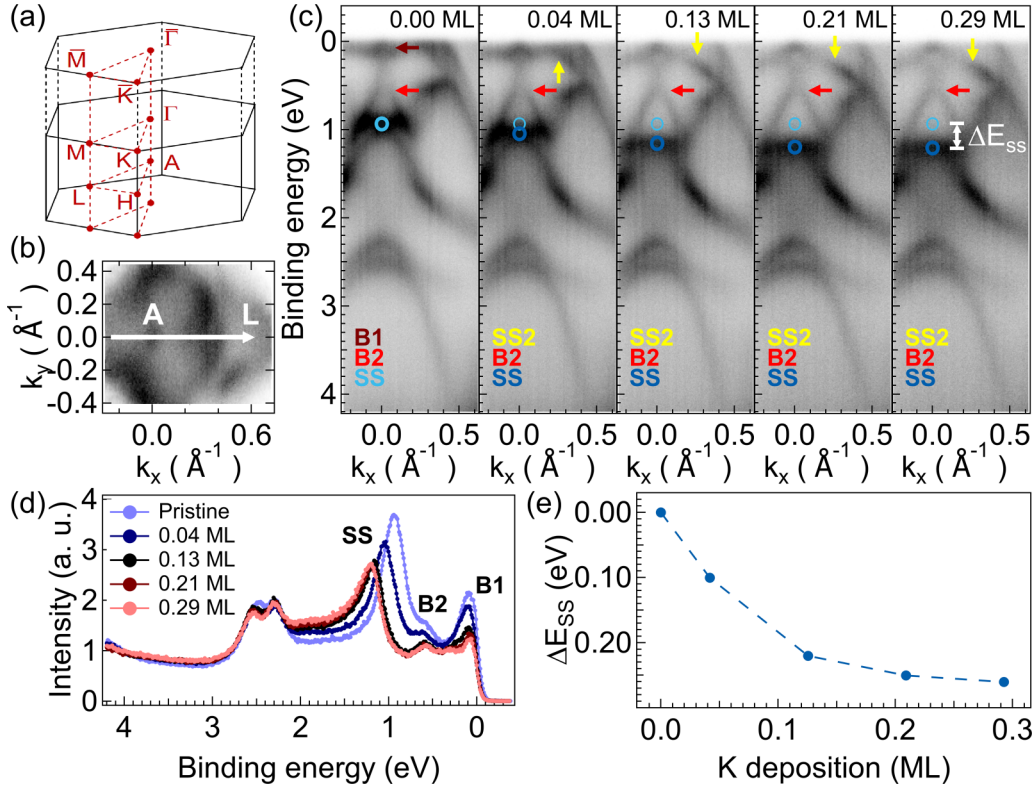 (a)
M̅
Γ̅
K̅
Γ
M
K
A
L
H
(b)
0.4
0.2
0.0
-0.2
-0.4
k_y ( Å⁻¹)
A
L
0.0
0.6
k_x ( Å⁻¹)
(c)
0.00 ML
0.04 ML
0.13 ML
0.21 ML
0.29 ML
0
1
2
3
4
Binding energy (eV)
ΔE_SS
B1
B2
SS
SS2
B2
SS
SS2
B2
SS
SS2
B2
SS
SS2
B2
SS
0.0 0.5
0.0 0.5
0.0 0.5
0.0 0.5
0.0 0.5
k_x ( Å⁻¹)
k_x ( Å⁻¹)
k_x ( Å⁻¹)
k_x ( Å⁻¹)
k_x ( Å⁻¹)
(d)
4
3
2
1
0
Intensity (a. u.)
Pristine
0.04 ML
0.13 ML
0.21 ML
0.29 ML
SS
B2
B1
4 3 2 1 0
Binding energy (eV)
(e)
0.00
0.10
0.20
ΔE_SS (eV)
0.0 0.1 0.2 0.3
K deposition (ML)